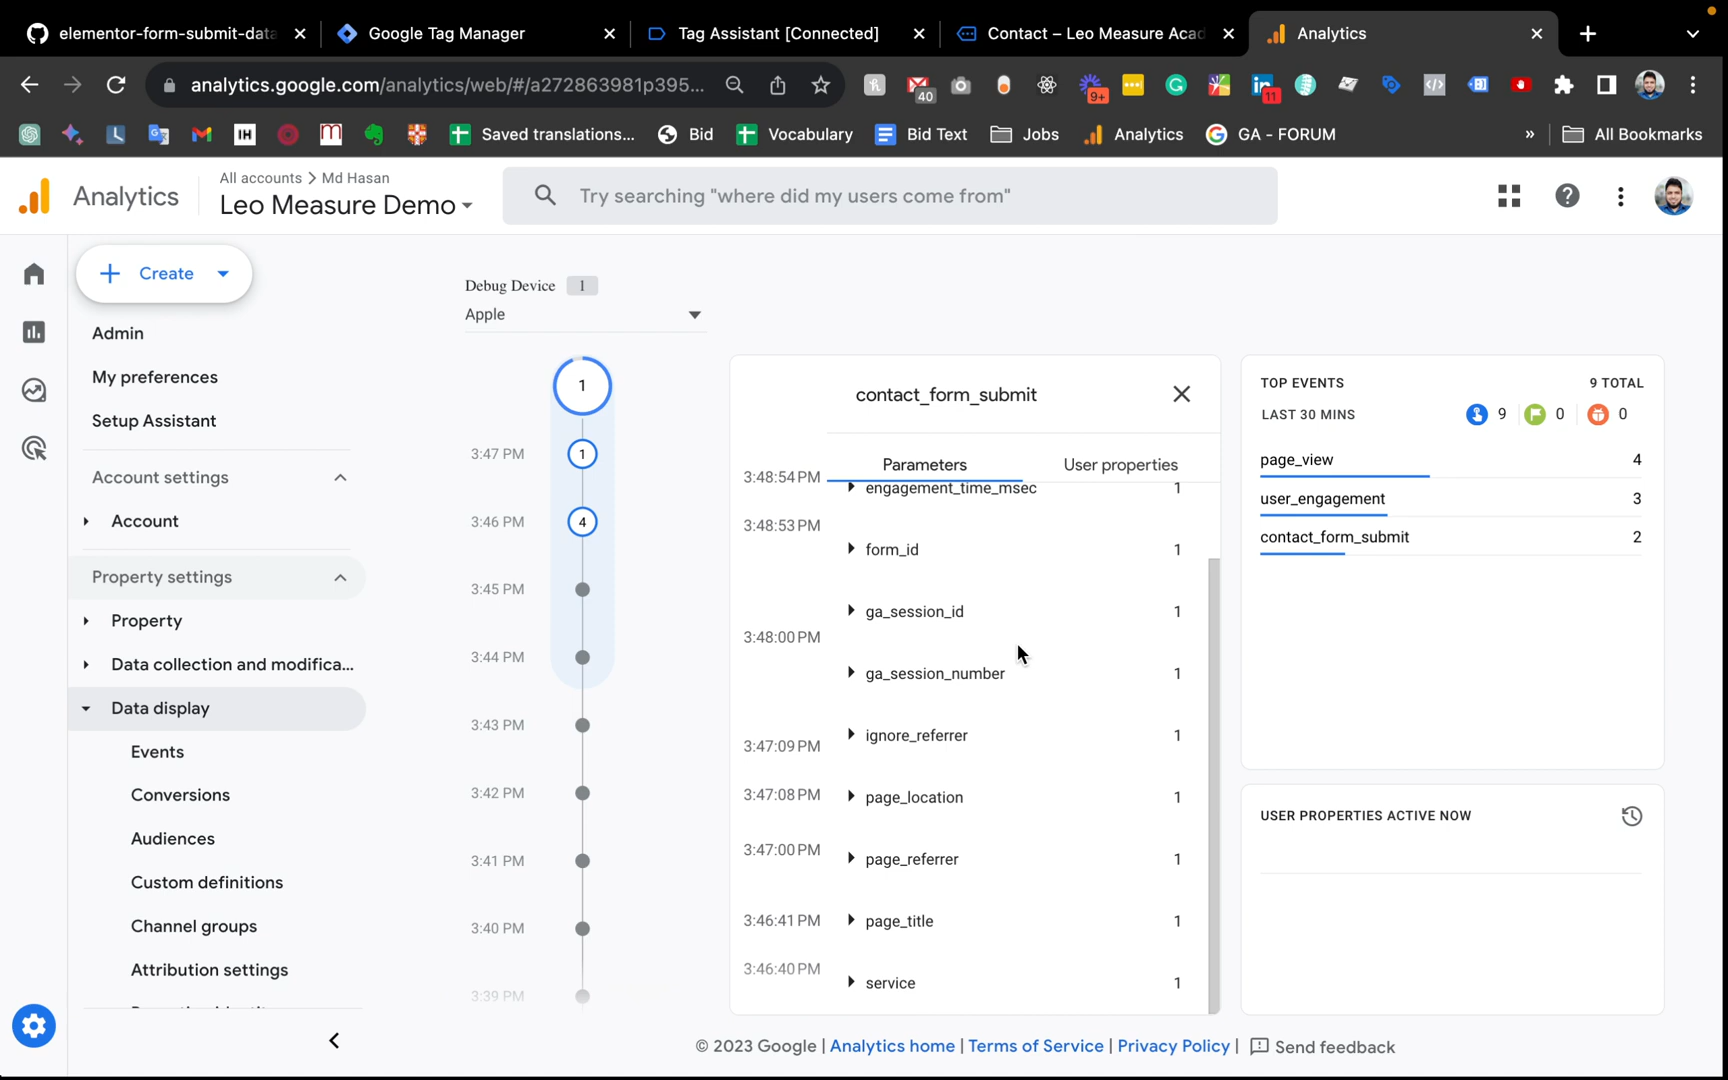 elementor-form-submit-data
Google Tag Manager
Tag Assistant [Connected]
Contact – Leo Measure Acad
Analytics
analytics.google.com/analytics/web/#/a272863981p395...
40
9+
11
Saved translations...
Bid
Vocabulary
Bid Text
Jobs
Analytics
GA - FORUM
»
All Bookmarks
Analytics
All accounts > Md Hasan
Leo Measure Demo
Try searching "where did my users come from"
Create
Admin
My preferences
Setup Assistant
Account settings
Account
Property settings
Property
Data collection and modifica...
Data display
Events
Conversions
Audiences
Custom definitions
Channel groups
Attribution settings
Debug Device 1
Apple
1
3:47 PM 1
3:46 PM 4
3:45 PM
3:44 PM
3:43 PM
3:42 PM
3:41 PM
3:40 PM
3:39 PM
contact_form_submit
Parameters User properties
3:48:54 PM
3:48:53 PM
3:48:00 PM
3:47:09 PM
3:47:08 PM
3:47:00 PM
3:46:41 PM
3:46:40 PM
engagement_time_msec 1
form_id 1
ga_session_id 1
ga_session_number 1
ignore_referrer 1
page_location 1
page_referrer 1
page_title 1
service 1
TOP EVENTS 9 TOTAL
LAST 30 MINS 9 0 0
page_view 4
user_engagement 3
contact_form_submit 2
USER PROPERTIES ACTIVE NOW
© 2023 Google | Analytics home | Terms of Service | Privacy Policy | Send feedback